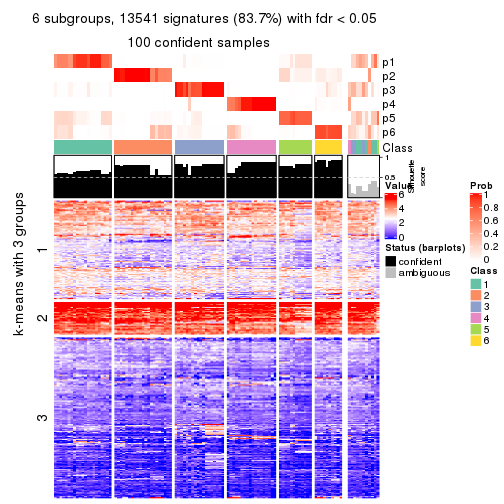 6 subgroups, 13541 signatures (83.7%) with fdr < 0.05
100 confident samples
p1
p2
p3
p4
p5
p6
Class
1
0.5
0
Silhouette
score
Value
6
4
2
0
Status (barplots)
confident
ambiguous
Prob
1
0.8
0.6
0.4
0.2
0
Class
1
2
3
4
5
6
k-means with 3 groups
1
2
3